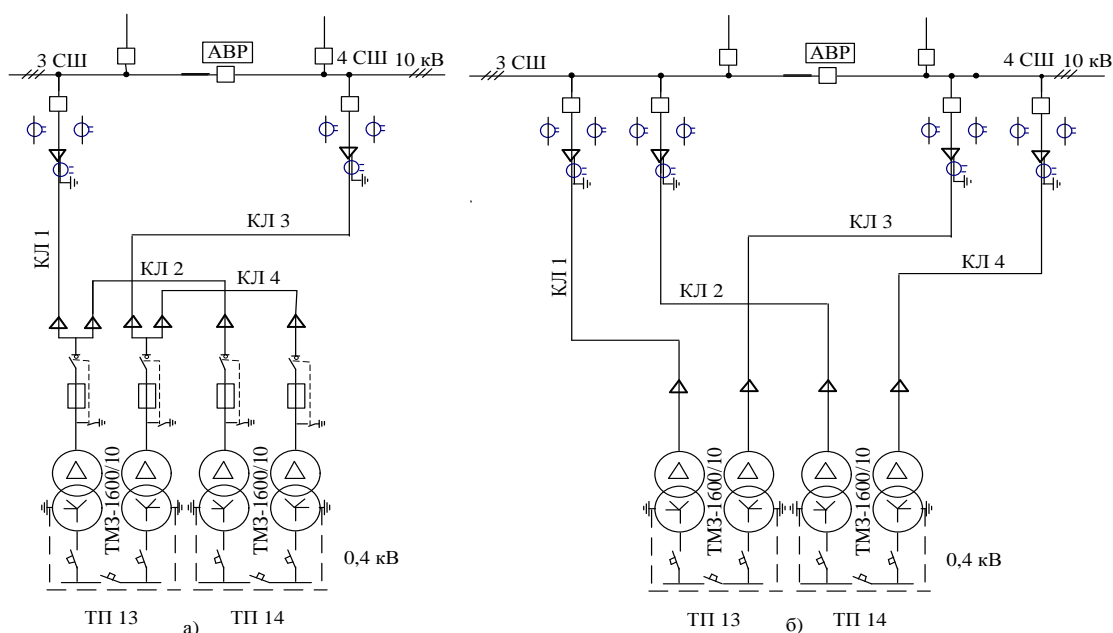 3 СШ
АВР
4 СШ
10 кВ
КЛ 1
КЛ 3
КЛ 2
КЛ 4
ТМЗ-1600/10
ТМЗ-1600/10
0,4 кВ
ТП 13
ТП 14
а)
3 СШ
АВР
4 СШ
10 кВ
КЛ 1
КЛ 3
КЛ 2
КЛ 4
ТМЗ-1600/10
ТМЗ-1600/10
0,4 кВ
ТП 13
ТП 14
б)